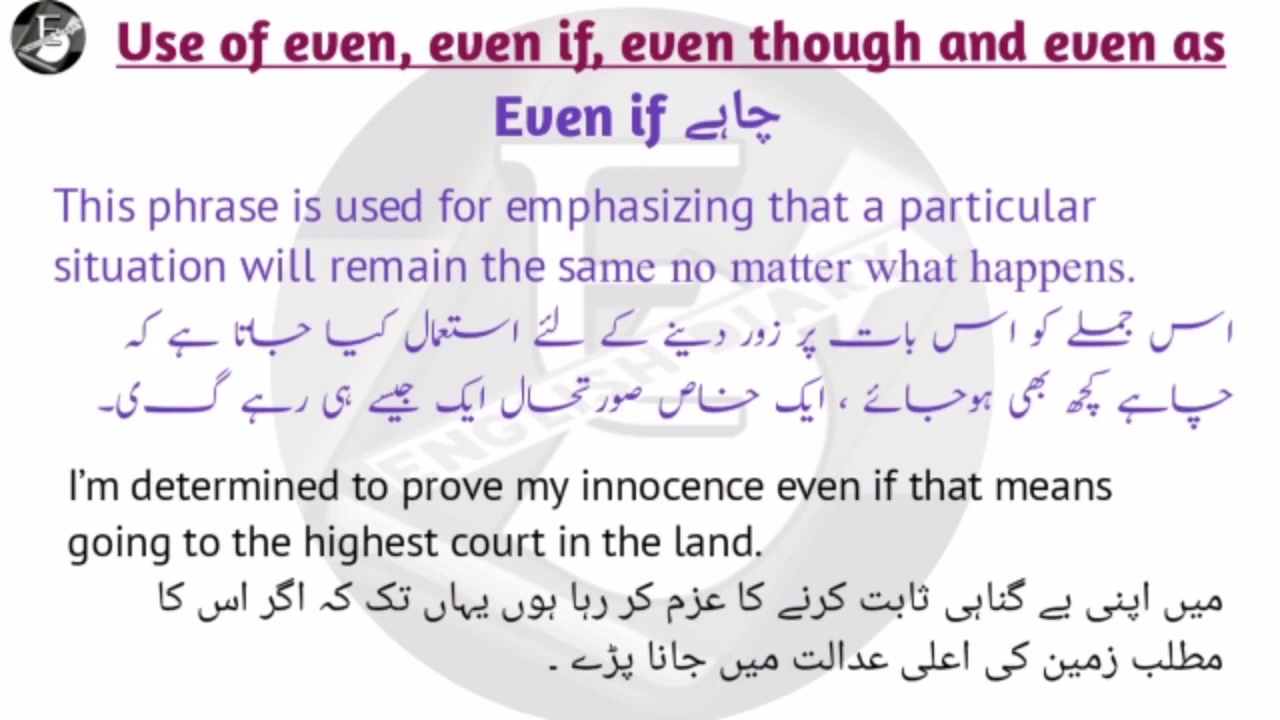 Use of even, even if, even though and even as
Even if چاہے
This phrase is used for emphasizing that a particular
situation will remain the same no matter what happens.
اس جملے کو اس بات پر زور دینے کے لئے استعمال کیا جاتا ہے کہ
چاہے کچھ بھی ہوجائے ، ایک خاص صورتحال ایک جیسے ہی رہے گی۔
ENGLISH DIARY
I'm determined to prove my innocence even if that means
going to the highest court in the land.
میں اپنی بے گناہی ثابت کرنے کا عزم کر رہا ہوں یہاں تک کہ اگر اس کا
مطلب زمین کی اعلی عدالت میں جانا پڑے ۔